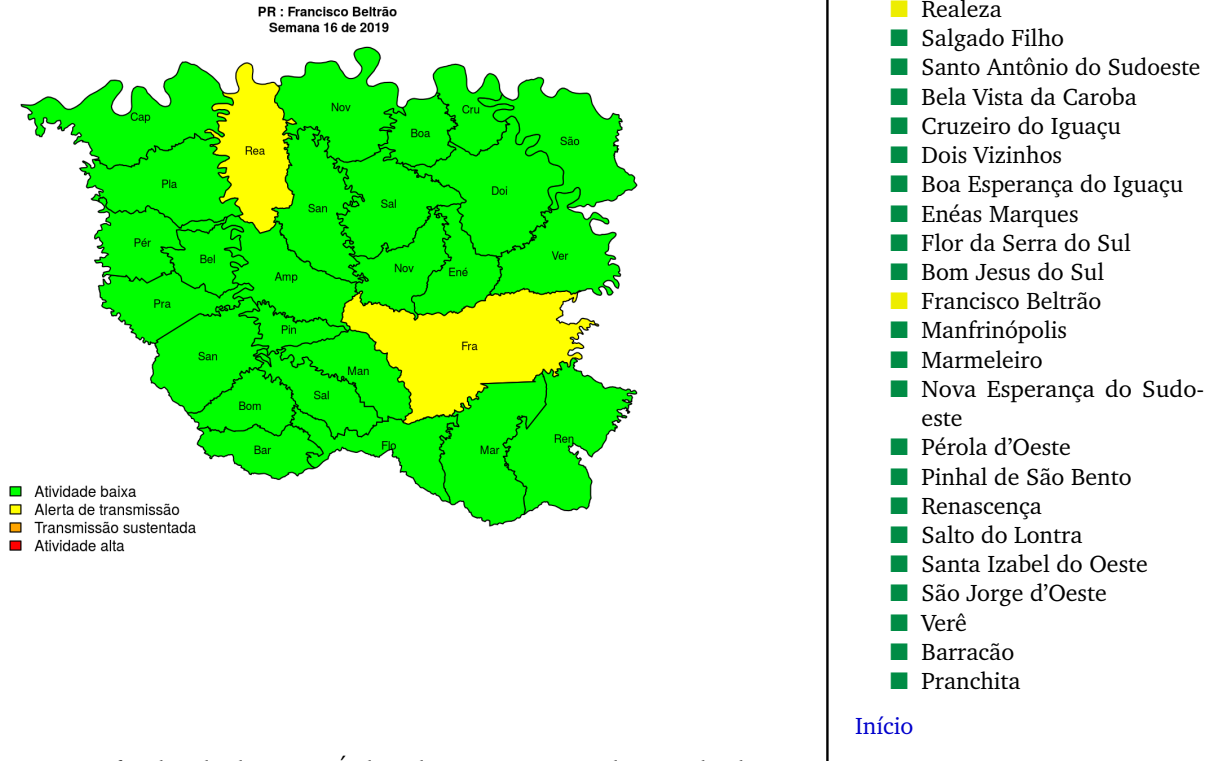 PR : Francisco Beltrão
Semana 16 de 2019
Cap
Nov
Cru
Boa
São
Rea
Pla
Doi
Sal
San
Pér
Bel
Ver
Nov
Ené
Amp
Pra
Pin
Fra
San
Man
Sal
Bom
Flo
Ren
Bar
Mar
Atividade baixa
Alerta de transmissão
Transmissão sustentada
Atividade alta
Realeza
Salgado Filho
Santo Antônio do Sudoeste
Bela Vista da Caroba
Cruzeiro do Iguaçu
Dois Vizinhos
Boa Esperança do Iguaçu
Enéas Marques
Flor da Serra do Sul
Bom Jesus do Sul
Francisco Beltrão
Manfrinópolis
Marmeleiro
Nova Esperança do Sudo-
este
Pérola d'Oeste
Pinhal de São Bento
Renascença
Salto do Lontra
Santa Izabel do Oeste
São Jorge d'Oeste
Verê
Barracão
Pranchita
Início